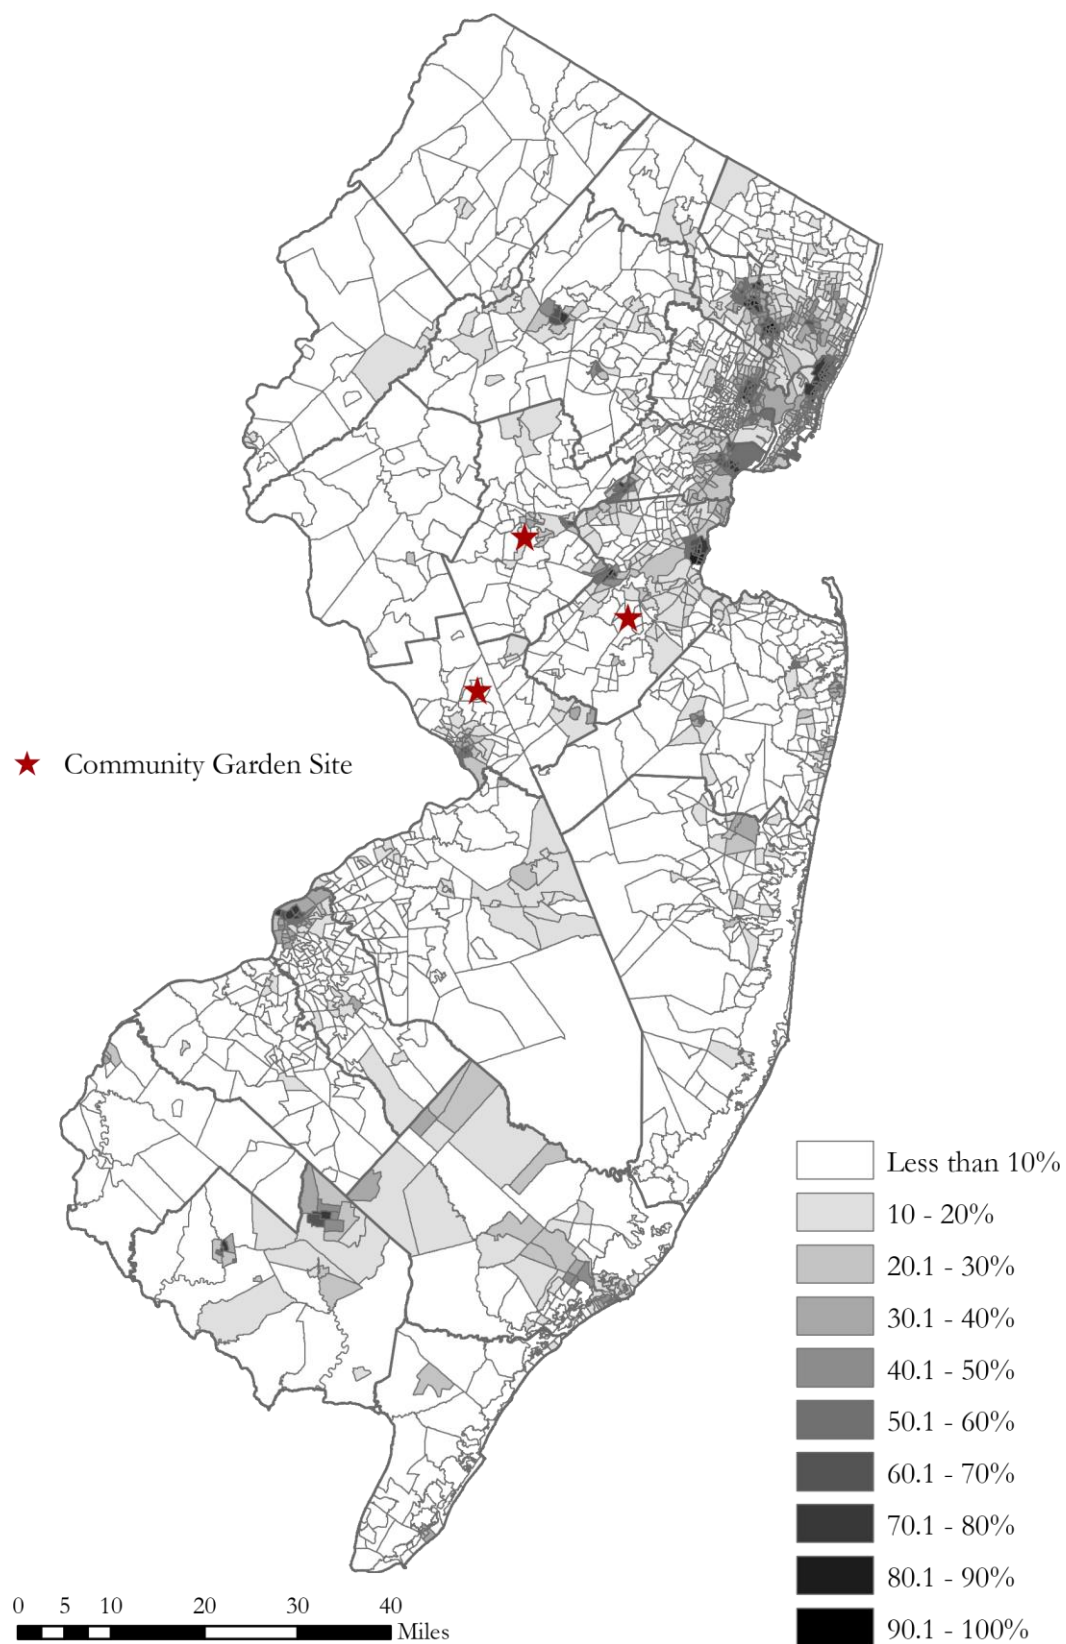 Community Garden Site
Less than 10%
10 - 20%
20.1 - 30%
30.1 - 40%
40.1 - 50%
50.1 - 60%
60.1 - 70%
70.1 - 80%
80.1 - 90%
90.1 - 100%
0 5 10 20 30 40
Miles